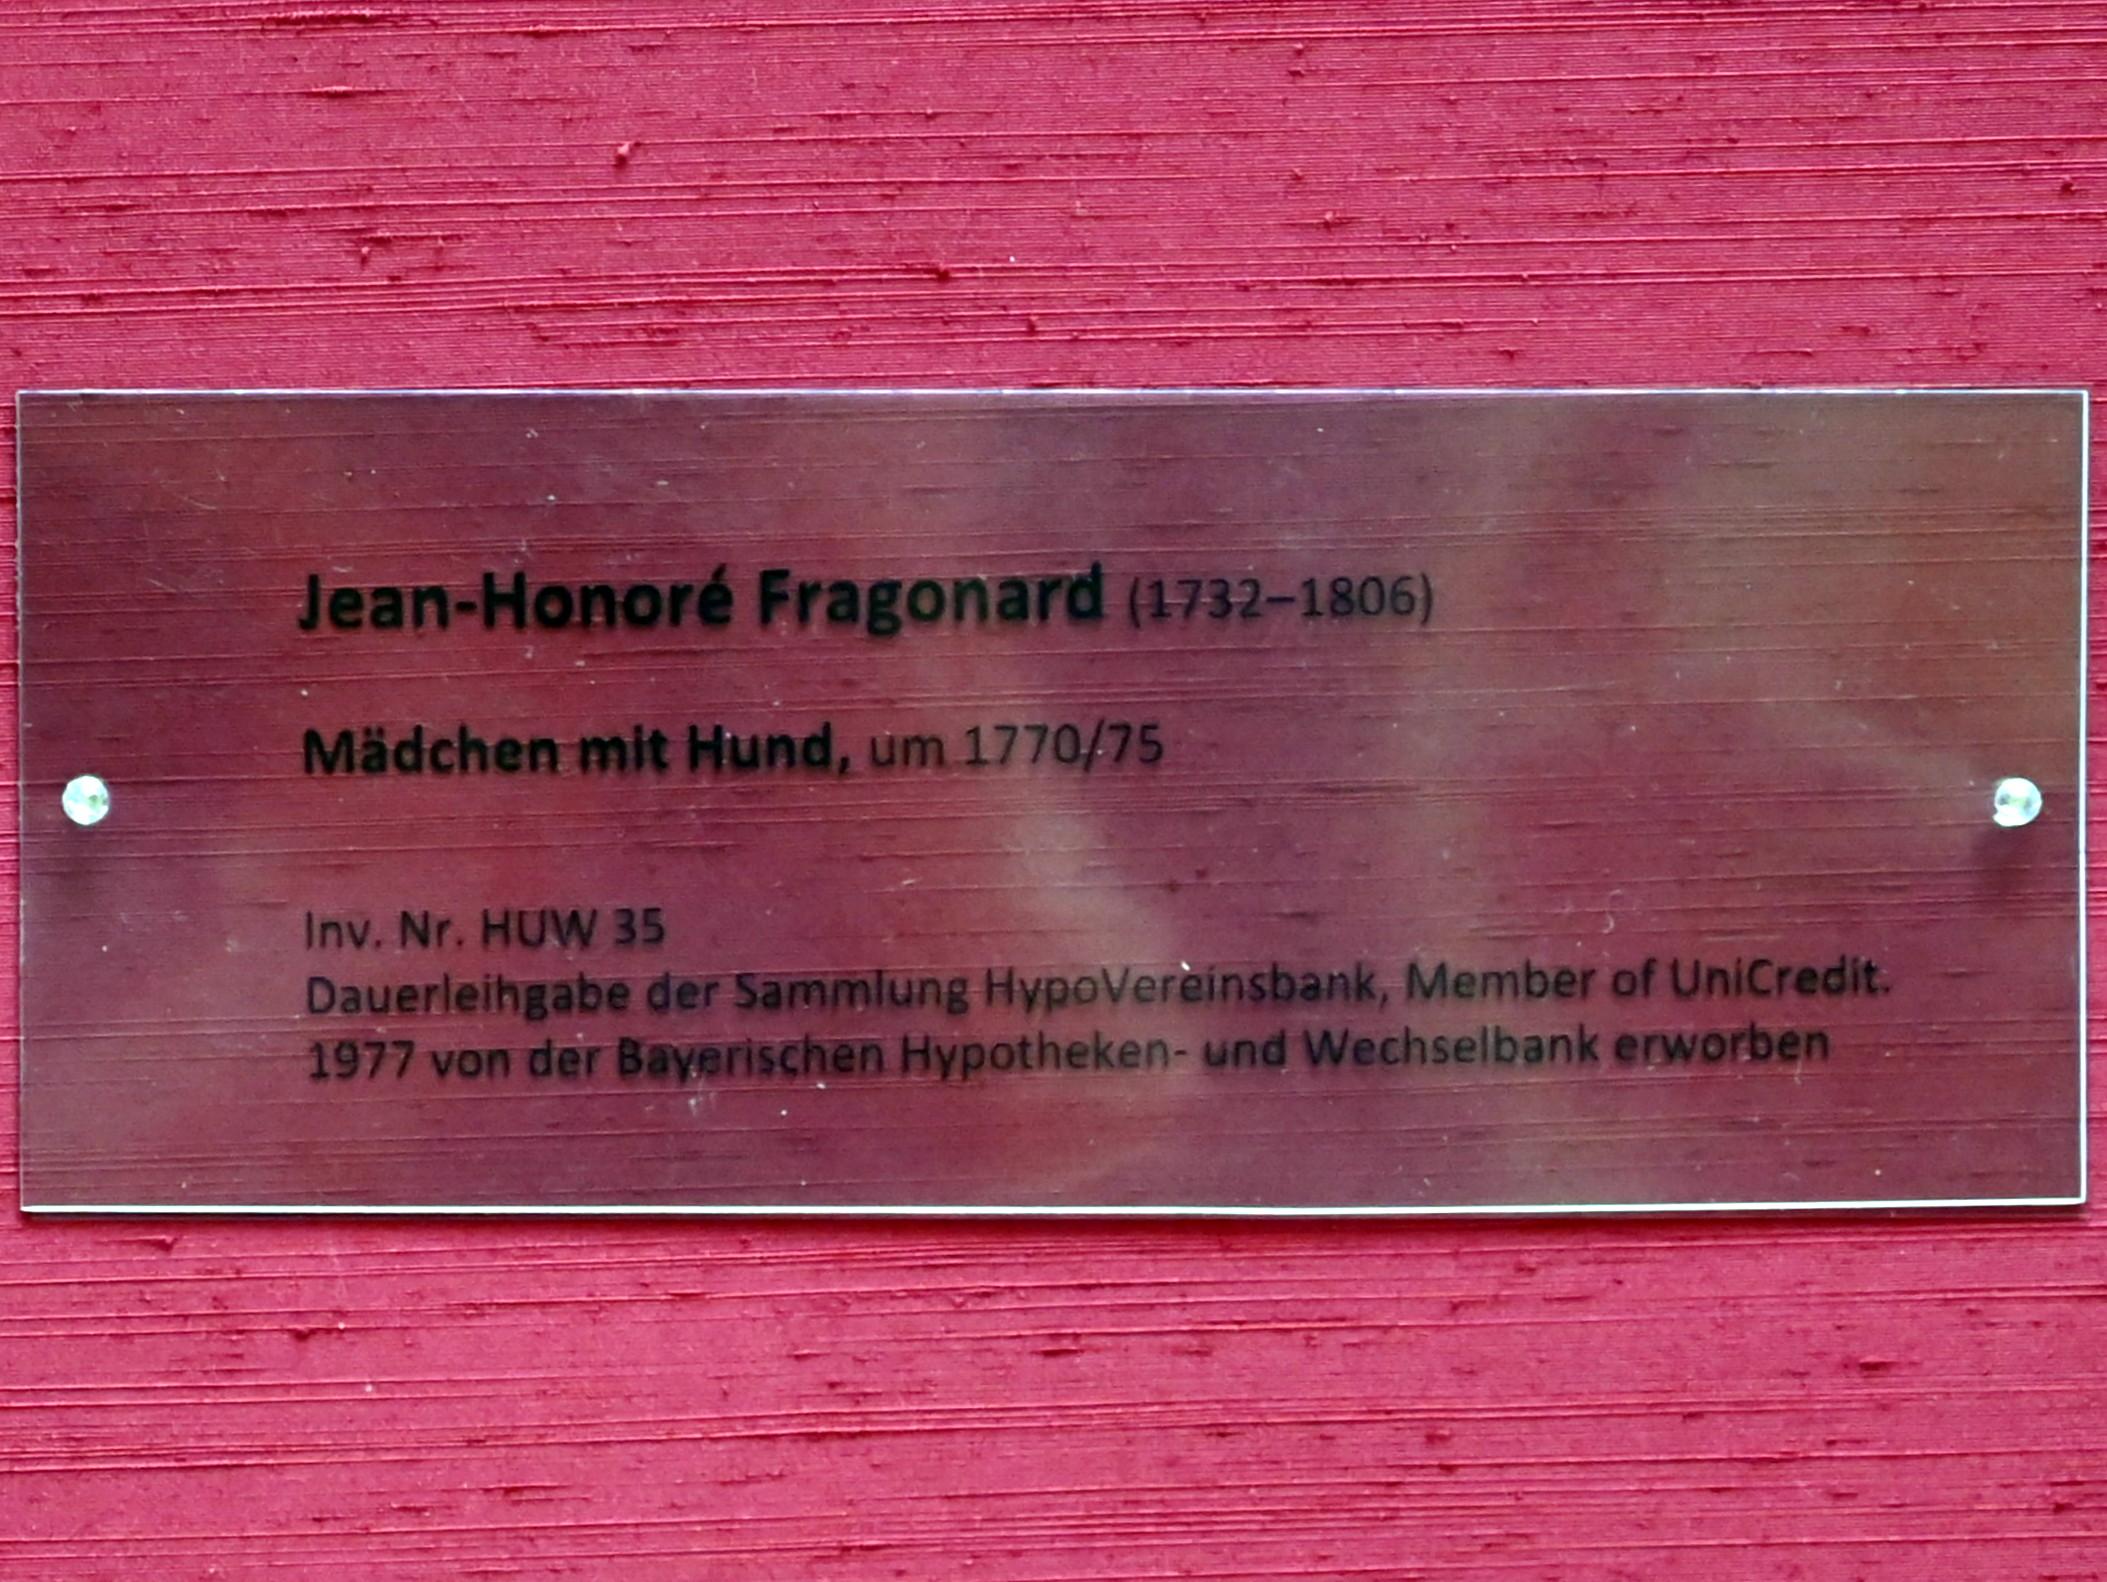 Jean-Honoré Fragonard (1732–1806)
Mädchen mit Hund, um 1770/75
Inv. Nr. HUW 35
Dauerleihgabe der Sammlung HypoVereinsbank, Member of UniCredit.
1977 von der Bayerischen Hypotheken- und Wechselbank erworben